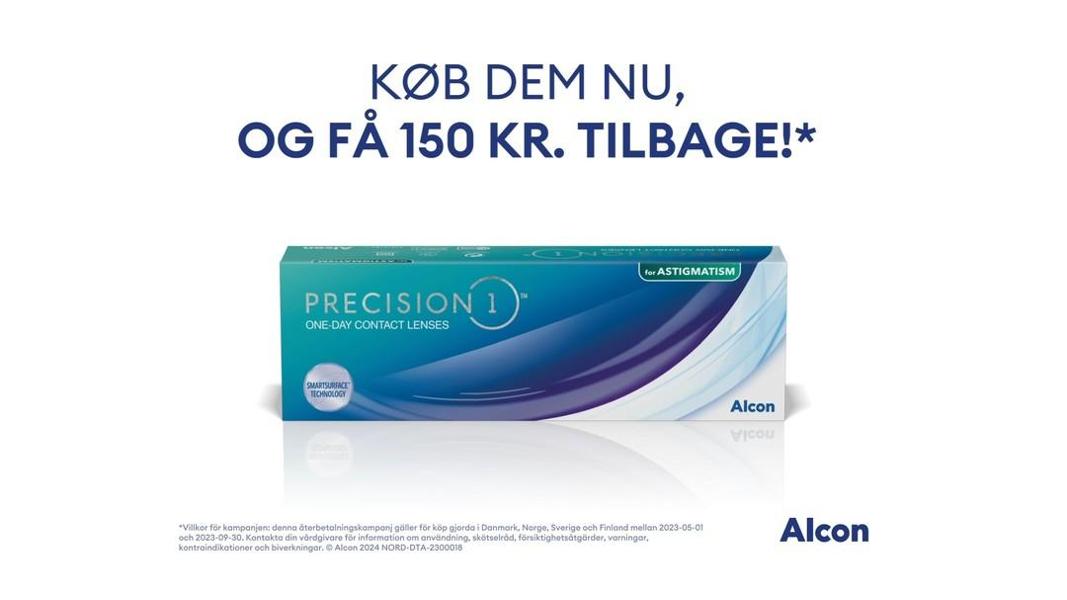 KØB DEM NU,
OG FÅ 150 KR. TILBAGE!*
for ASTIGMATISM
PRECISION 1™
ONE-DAY CONTACT LENSES
SMARTSURFACE™
TECHNOLOGY
Alcon
*Villkor för kampanjen: denna återbetalningskampanj gäller för köp gjorda i Danmark, Norge, Sverige och Finland mellan 2023-05-01
och 2023-09-30. Kontakta din vårdgivare för information om användning, skötselråd, försiktighetsåtgärder, varningar,
kontraindikationer och biverkningar. © Alcon 2024 NORD-DTA-2300018
Alcon